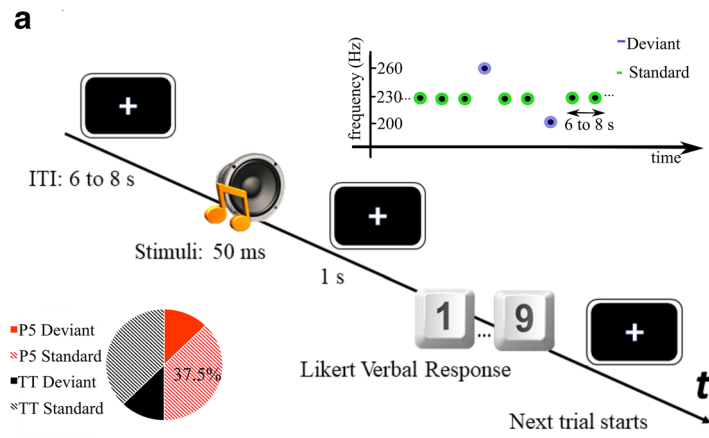 a
frequency (Hz)
260
230
200
...
...
Deviant
Standard
6 to 8 s
time
ITI: 6 to 8 s
Stimuli: 50 ms
1 s
1
...
9
Likert Verbal Response
P5 Deviant
P5 Standard
TT Deviant
TT Standard
37.5%
t
Next trial starts